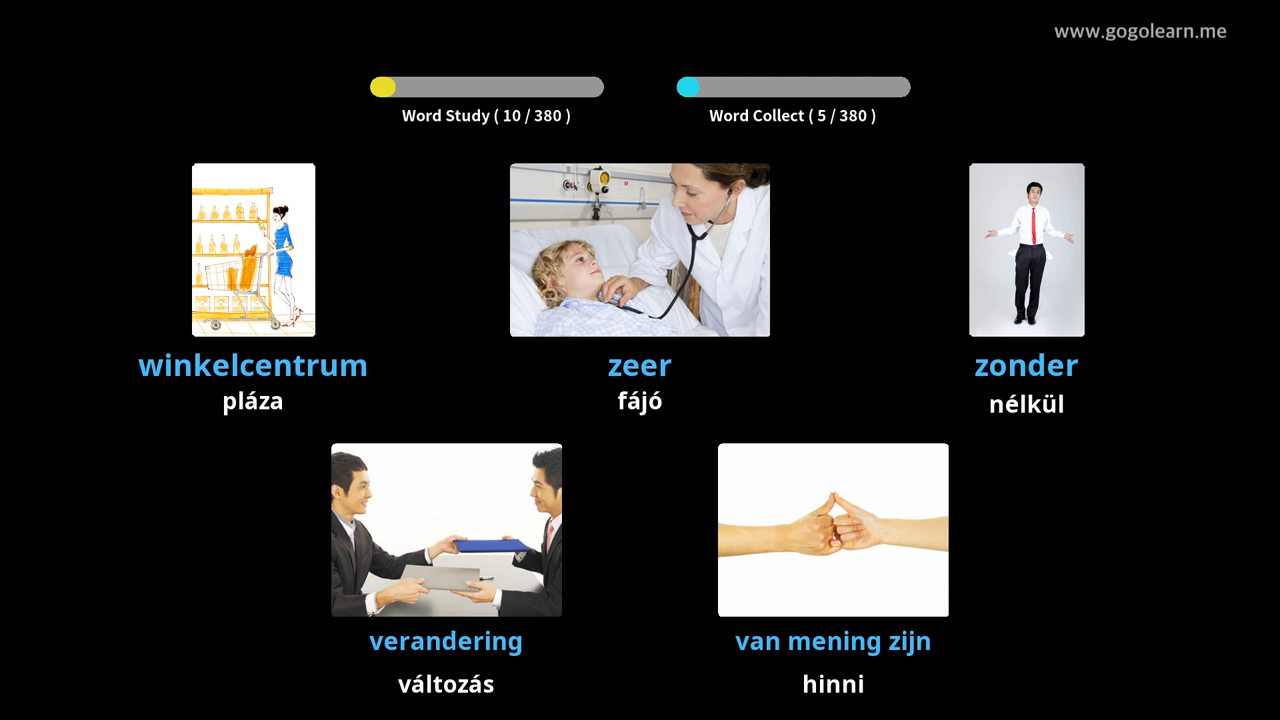 www.gogolearn.me
Word Study ( 10 / 380 )
Word Collect ( 5 / 380 )
winkelcentrum
pláza
zeer
fájó
zonder
nélkül
verandering
változás
van mening zijn
hinni